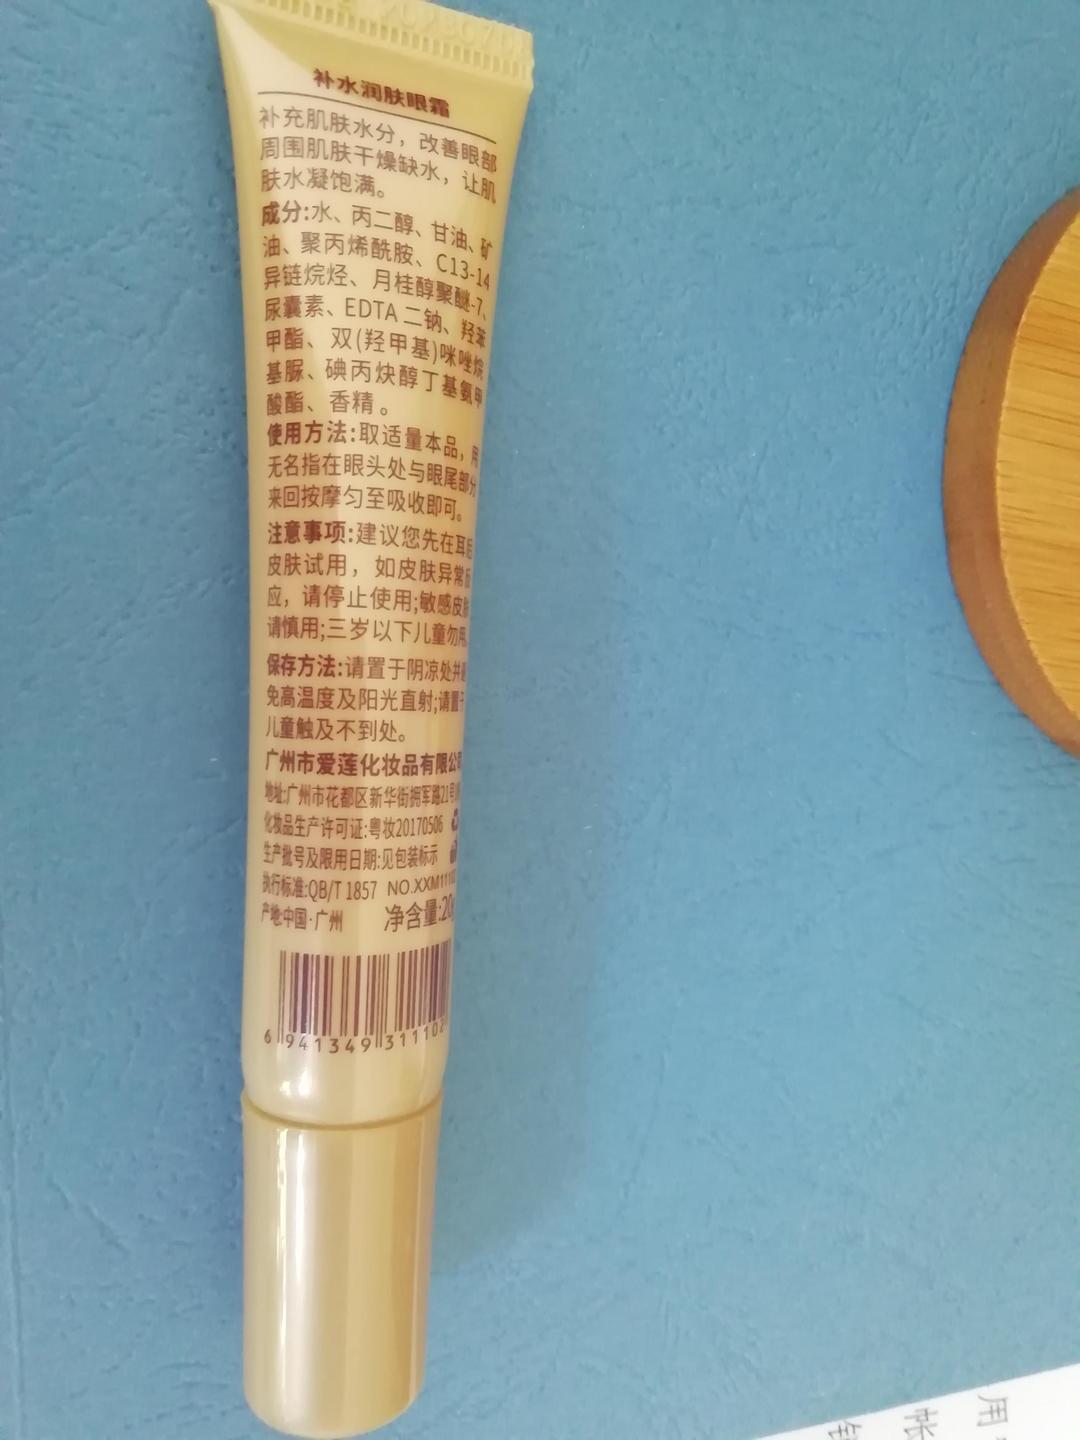 补水润肤眼霜
补充肌肤水分，改善眼部
周围肌肤干燥缺水，让肌
肤水凝饱满。
成分:水、丙二醇、甘油、矿
油、聚丙烯酰胺、C13-14
异链烷烃、月桂醇聚醚-7、
尿囊素、EDTA 二钠、羟苯
甲酯、双(羟甲基)咪唑烷
基脲、碘丙炔醇丁基氨甲
酸酯、香精。
使用方法:取适量本品，用
无名指在眼头处与眼尾部分
来回按摩匀至吸收即可。
注意事项:建议您先在耳后
皮肤试用，如皮肤异常反
应，请停止使用;敏感皮肤
请慎用;三岁以下儿童勿用
保存方法:请置于阴凉处并避
免高温度及阳光直射;请置于
儿童触及不到处。
广州市爱莲化妆品有限公司
地址:广州市花都区新华街拥军路21号
化妆品生产许可证:粤妆20170506
生产批号及限用日期:见包装标示
执行标准:QB/T 1857 NO.XXM1110
产地:中国·广州 净含量:20g
6 941349 31110
用
帐